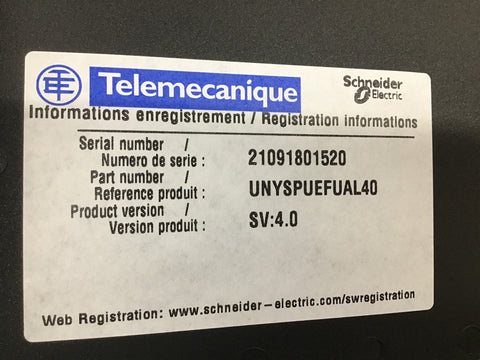 Telemecanique
Schneider
Electric
Informations enregistrement / Registration informations
Serial number /
Numero de serie : 21091801520
Part number /
Reference produit : UNYSPUEFUAL40
Product version /
Version produit : SV:4.0
Web Registration: www.schneider-electric.com/swregistration